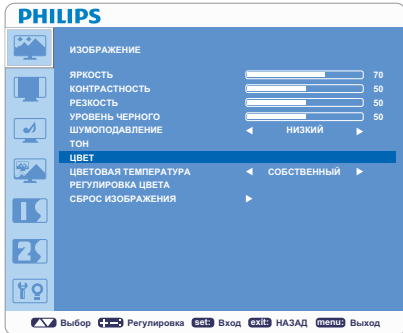 PHILIPS
ИЗОБРАЖЕНИЕ
ЯРКОСТЬ 70
КОНТРАСТНОСТЬ 50
РЕЗКОСТЬ 50
УРОВЕНЬ ЧЕРНОГО 50
ШУМОПОДАВЛЕНИЕ НИЗКИЙ
ТОН
ЦВЕТ
ЦВЕТОВАЯ ТЕМПЕРАТУРА СОБСТВЕННЫЙ
РЕГУЛИРОВКА ЦВЕТА
СБРОС ИЗОБРАЖЕНИЯ
Выбор Регулировка set: Вход exit: НАЗАД menu: Выход